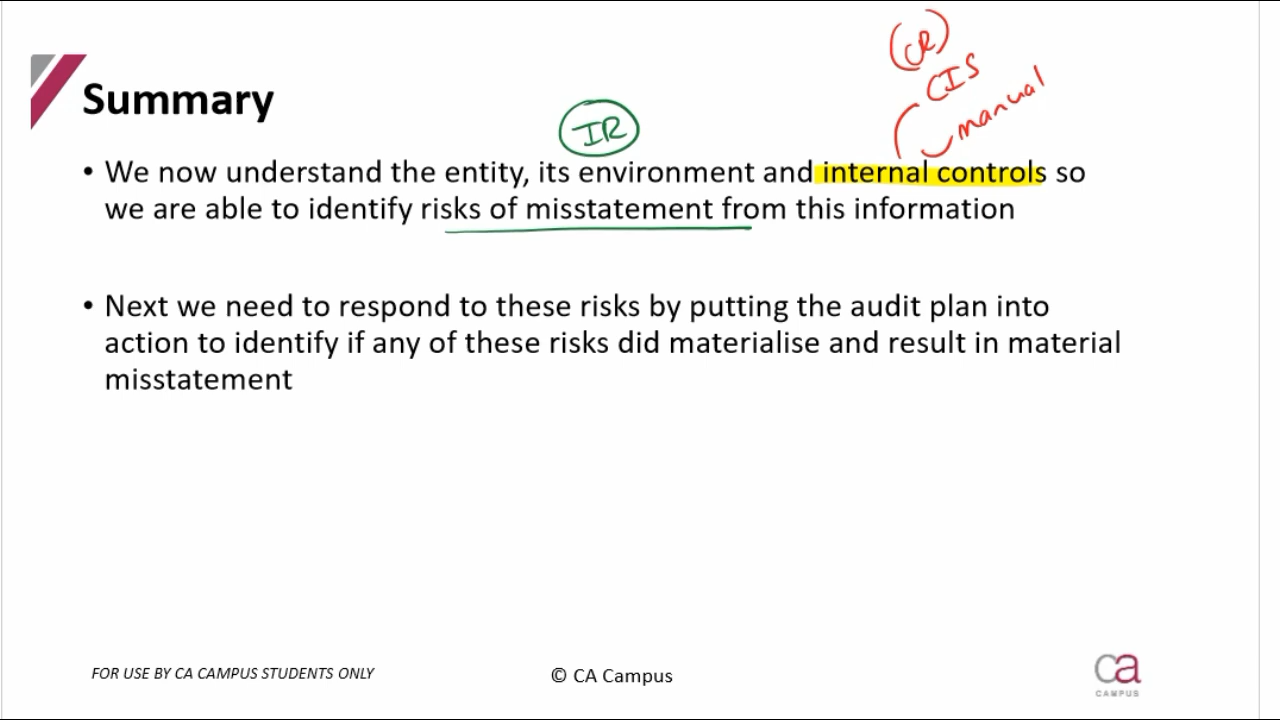 (CR)
CIS
manual
Summary
IR
• We now understand the entity, its environment and internal controls so
we are able to identify risks of misstatement from this information
• Next we need to respond to these risks by putting the audit plan into
action to identify if any of these risks did materialise and result in material
misstatement
FOR USE BY CA CAMPUS STUDENTS ONLY
© CA Campus
ca
CAMPUS